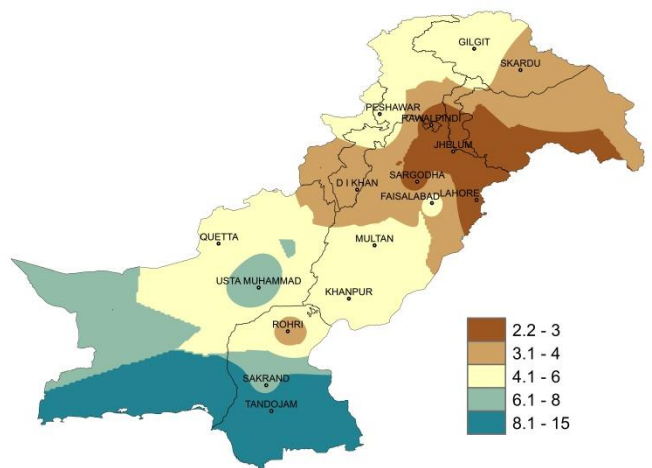 GILGIT
SKARDU
PESHAWAR
RAWALPINDI
JHELUM
SARGODHA
D I KHAN
FAISALABAD
LAHORE
QUETTA
MULTAN
USTA MUHAMMAD
KHANPUR
ROHRI
SAKRAND
TANDOJAM
2.2 - 3
3.1 - 4
4.1 - 6
6.1 - 8
8.1 - 15